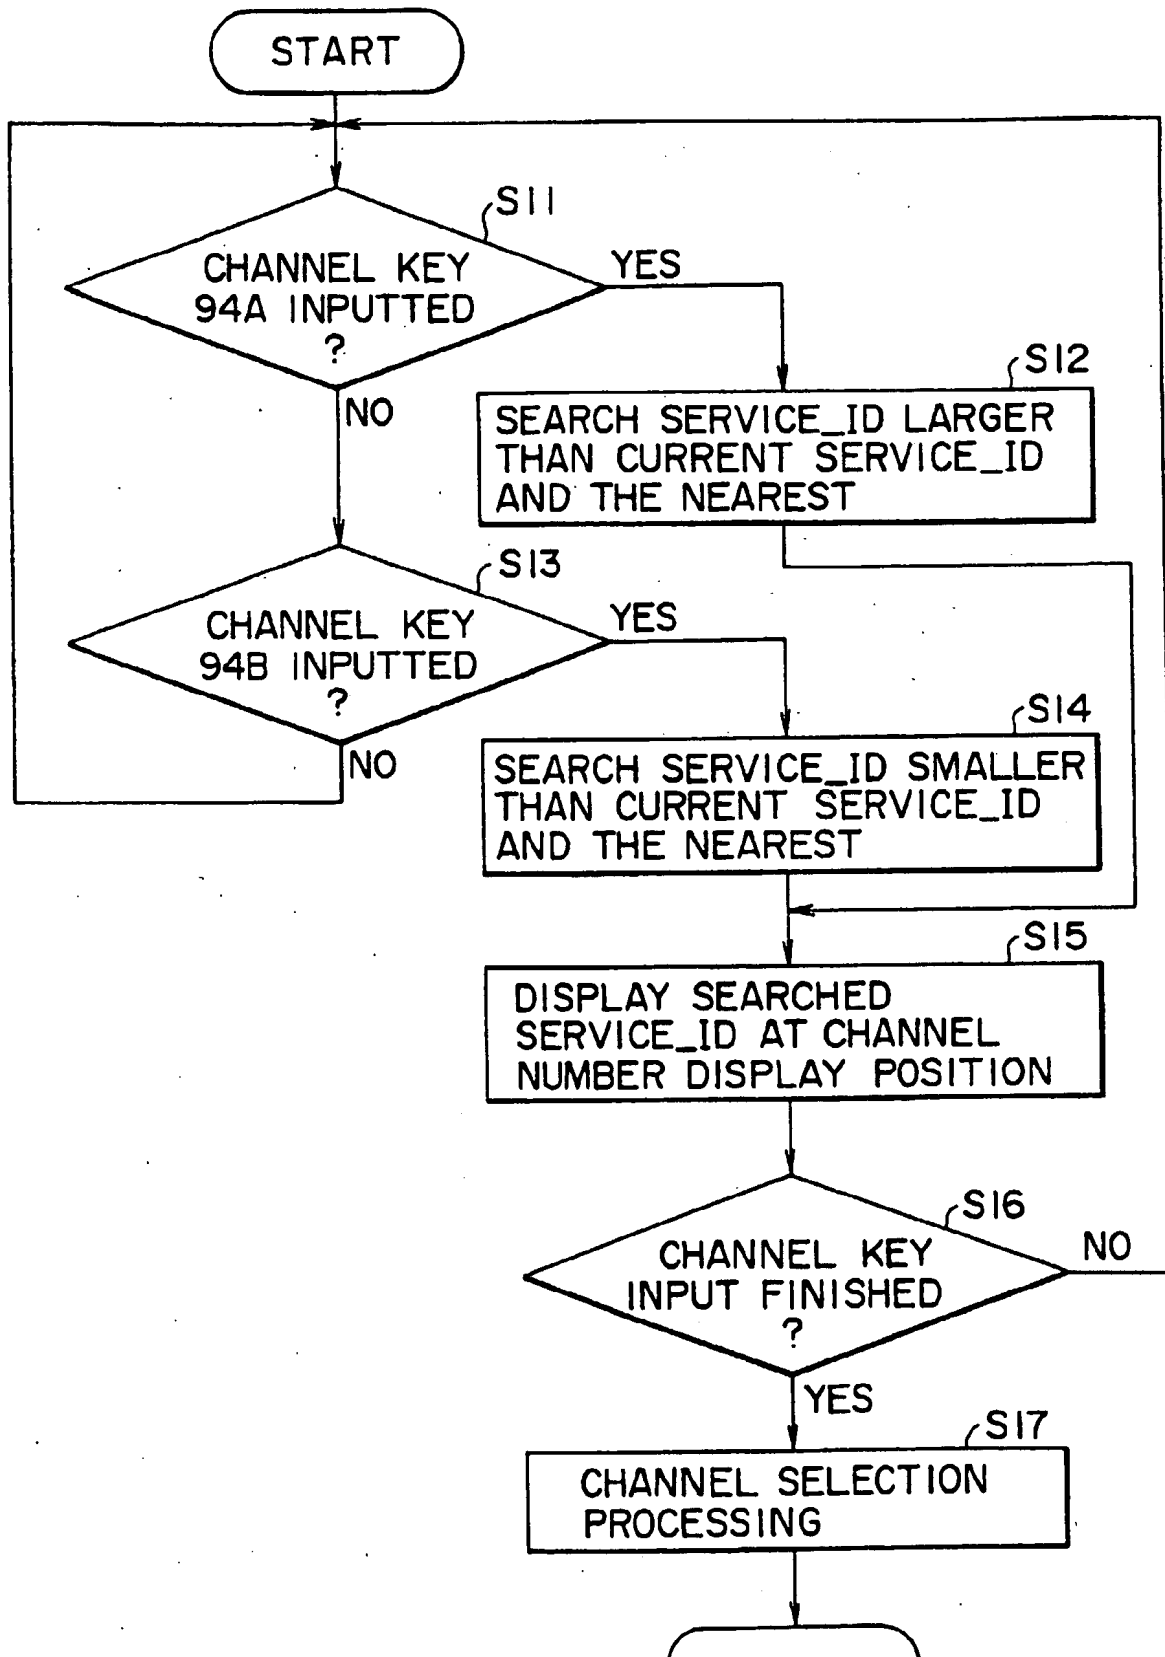 START
S11
CHANNEL KEY
94A INPUTTED
?
YES
NO
S12
SEARCH SERVICE_ID LARGER
THAN CURRENT SERVICE_ID
AND THE NEAREST
S13
CHANNEL KEY
94B INPUTTED
?
YES
NO
S14
SEARCH SERVICE_ID SMALLER
THAN CURRENT SERVICE_ID
AND THE NEAREST
S15
DISPLAY SEARCHED
SERVICE_ID AT CHANNEL
NUMBER DISPLAY POSITION
S16
CHANNEL KEY
INPUT FINISHED
?
NO
YES
S17
CHANNEL SELECTION
PROCESSING